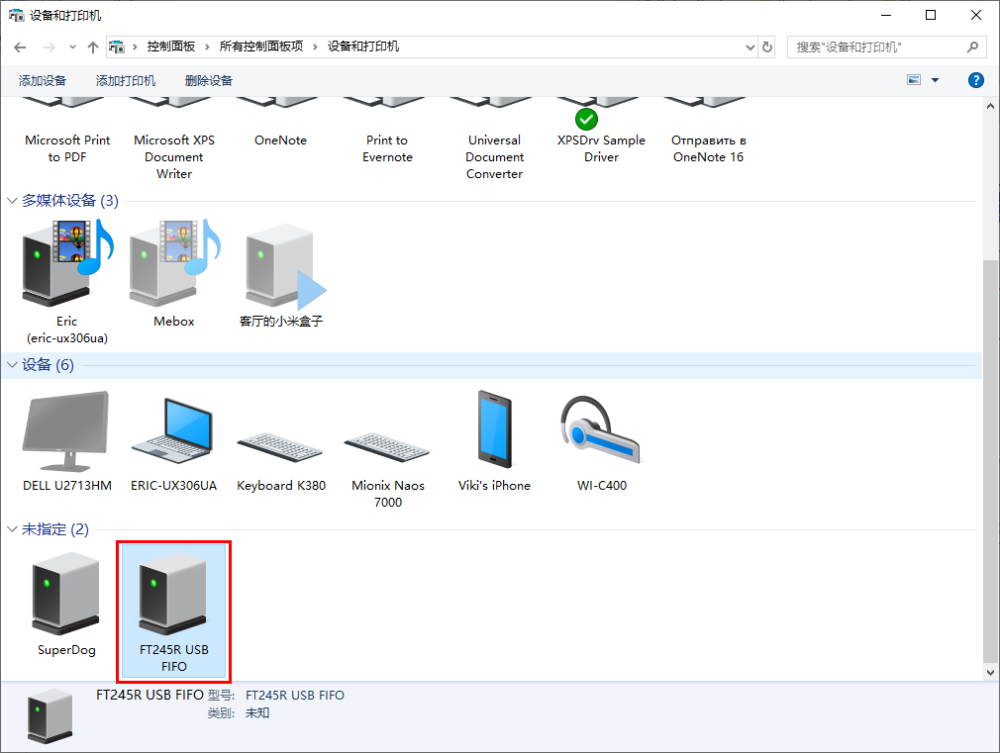 设备和打印机
控制面板 › 所有控制面板项 › 设备和打印机
搜索"设备和打印机"
添加设备 添加打印机 删除设备
?
Microsoft Print
to PDF
Microsoft XPS
Document
Writer
OneNote
Print to
Evernote
Universal
Document
Converter
XPSDrv Sample
Driver
Отправить в
OneNote 16
多媒体设备 (3)
Eric
(eric-ux306ua)
Mebox
客厅的小米盒子
设备 (6)
DELL U2713HM
ERIC-UX306UA
Keyboard K380
Mionix Naos
7000
Viki's iPhone
WI-C400
未指定 (2)
SuperDog
FT245R USB
FIFO
FT245R USB FIFO 型号: FT245R USB FIFO
类别: 未知